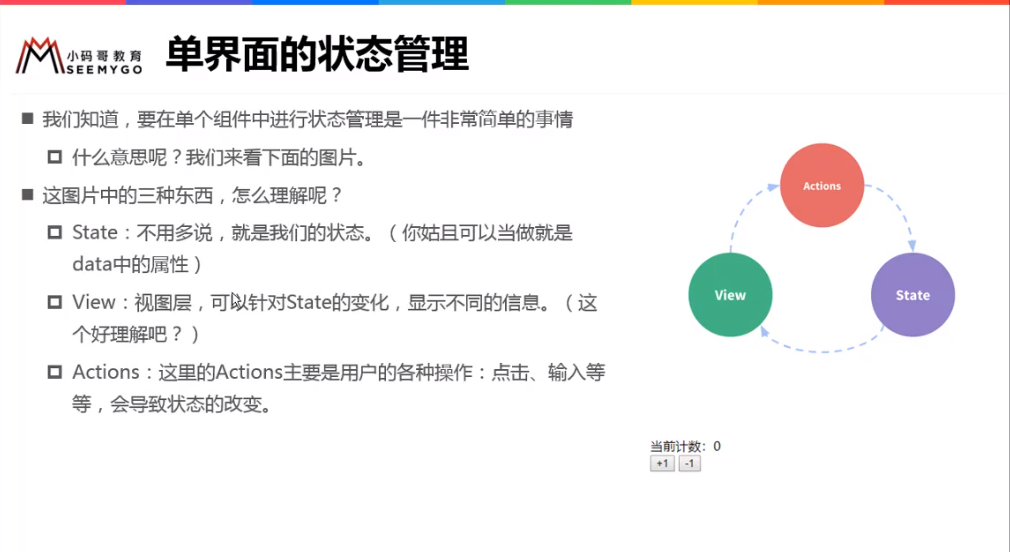 小码哥教育
SEEMYGO
单界面的状态管理
我们知道，要在单个组件中进行状态管理是一件非常简单的事情
什么意思呢？我们来看下面的图片。
这图片中的三种东西，怎么理解呢？
State：不用多说，就是我们的状态。（你姑且可以当做就是
data中的属性）
View：视图层，可以针对State的变化，显示不同的信息。（这
个好理解吧？）
Actions：这里的Actions主要是用户的各种操作：点击、输入等
等，会导致状态的改变。
Actions
View
State
当前计数：0
+1 -1